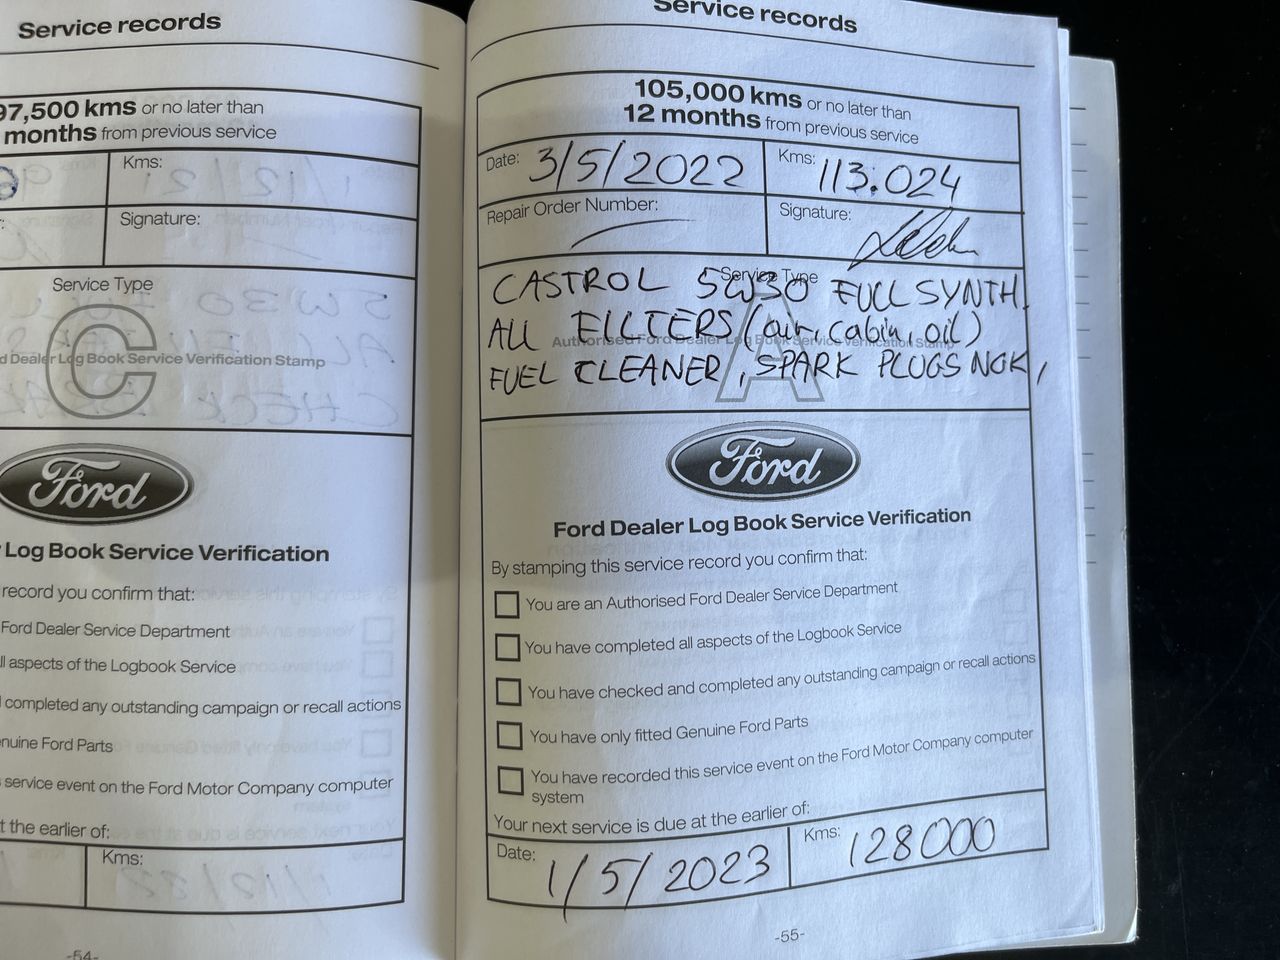 Service records
97,500 kms or no later than
months from previous service
Kms:
Signature:
Service Type
C
d Dealer Log Book Service Verification Stamp
Ford
Log Book Service Verification
record you confirm that:
Ford Dealer Service Department
ll aspects of the Logbook Service
completed any outstanding campaign or recall actions
nuine Ford Parts
service event on the Ford Motor Company computer
t the earlier of:
Kms:
-54-
Service records
105,000 kms or no later than
12 months from previous service
Date: 3/5/2022 Kms: 113.024
Repair Order Number: Signature:
Service Type
CASTROL 5W30 FULL SYNTH.
ALL FILTERS (air, cabin, oil)
Authorised Ford Dealer Log Book Service Verification Stamp
A
FUEL CLEANER, SPARK PLUGS NGK,
Ford
Ford Dealer Log Book Service Verification
By stamping this service record you confirm that:
You are an Authorised Ford Dealer Service Department
You have completed all aspects of the Logbook Service
You have checked and completed any outstanding campaign or recall actions
You have only fitted Genuine Ford Parts
You have recorded this service event on the Ford Motor Company computer
system
Your next service is due at the earlier of:
Date: 1/5/2023 Kms: 128000
-55-